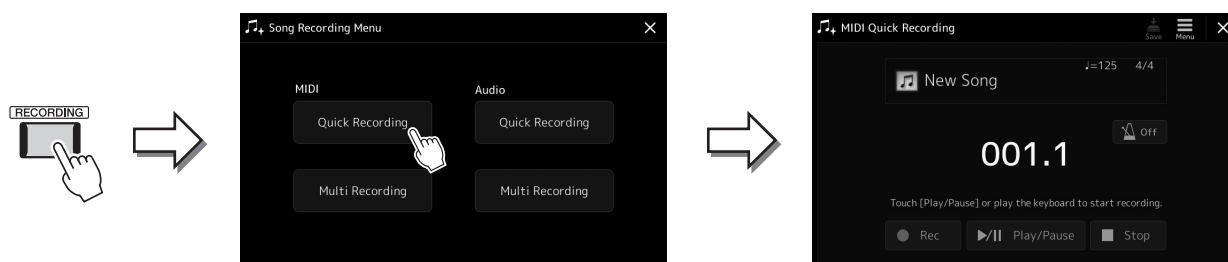 RECORDING
Song Recording Menu
MIDI
Audio
Quick Recording
Quick Recording
Multi Recording
Multi Recording
MIDI Quick Recording
Save
Menu
New Song
♩=125 4/4
Off
001.1
Touch [Play/Pause] or play the keyboard to start recording.
Rec
Play/Pause
Stop